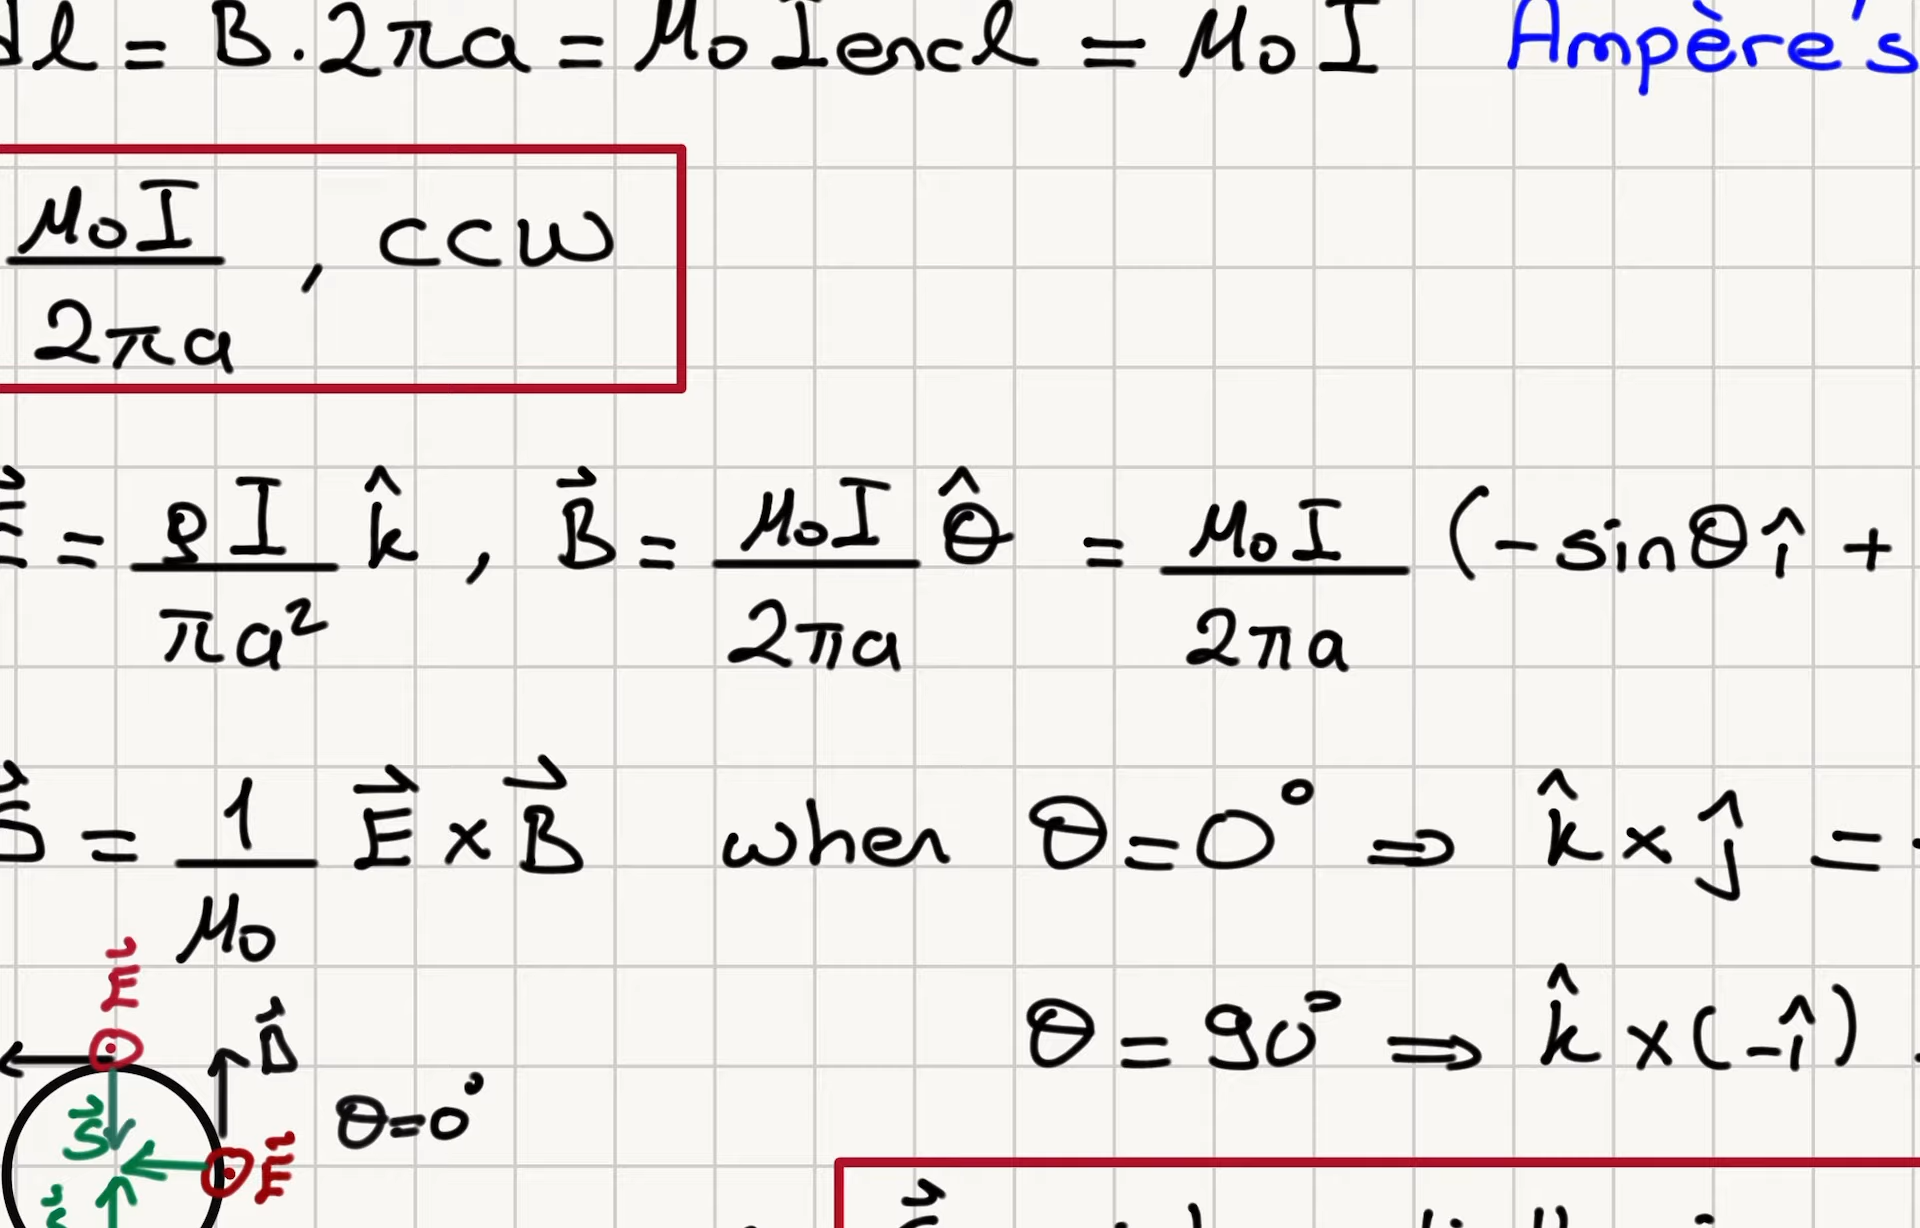 dl = B · 2πa = μ₀ I encl = μ₀ I Ampère's
μ₀I / 2πa , CCW
E⃗ = ρI / πa² k̂ , B⃗ = μ₀I / 2πa θ̂ = μ₀I / 2πa (-sinθ î +
S⃗ = 1 / μ₀ E⃗ × B⃗ when θ = 0° ⇒ k̂ × ĵ = -
θ = 90° ⇒ k̂ × (-î)
E⃗
B⃗
θ = 0°
S⃗
E⃗